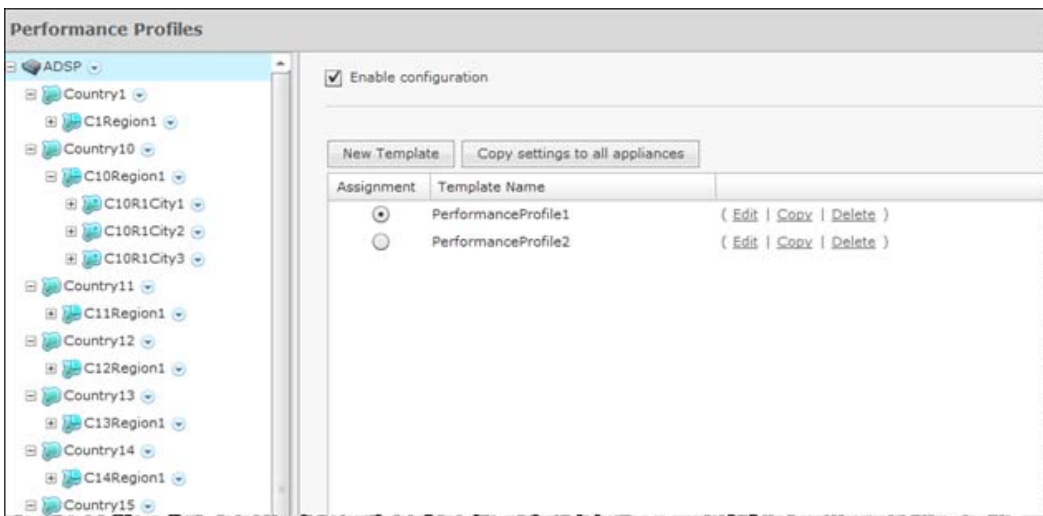 Performance Profiles
ADSP
Country1
C1Region1
Country10
C10Region1
C10R1City1
C10R1City2
C10R1City3
Country11
C11Region1
Country12
C12Region1
Country13
C13Region1
Country14
C14Region1
Country15
Enable configuration
New Template Copy settings to all appliances
Assignment Template Name
PerformanceProfile1 ( Edit | Copy | Delete )
PerformanceProfile2 ( Edit | Copy | Delete )